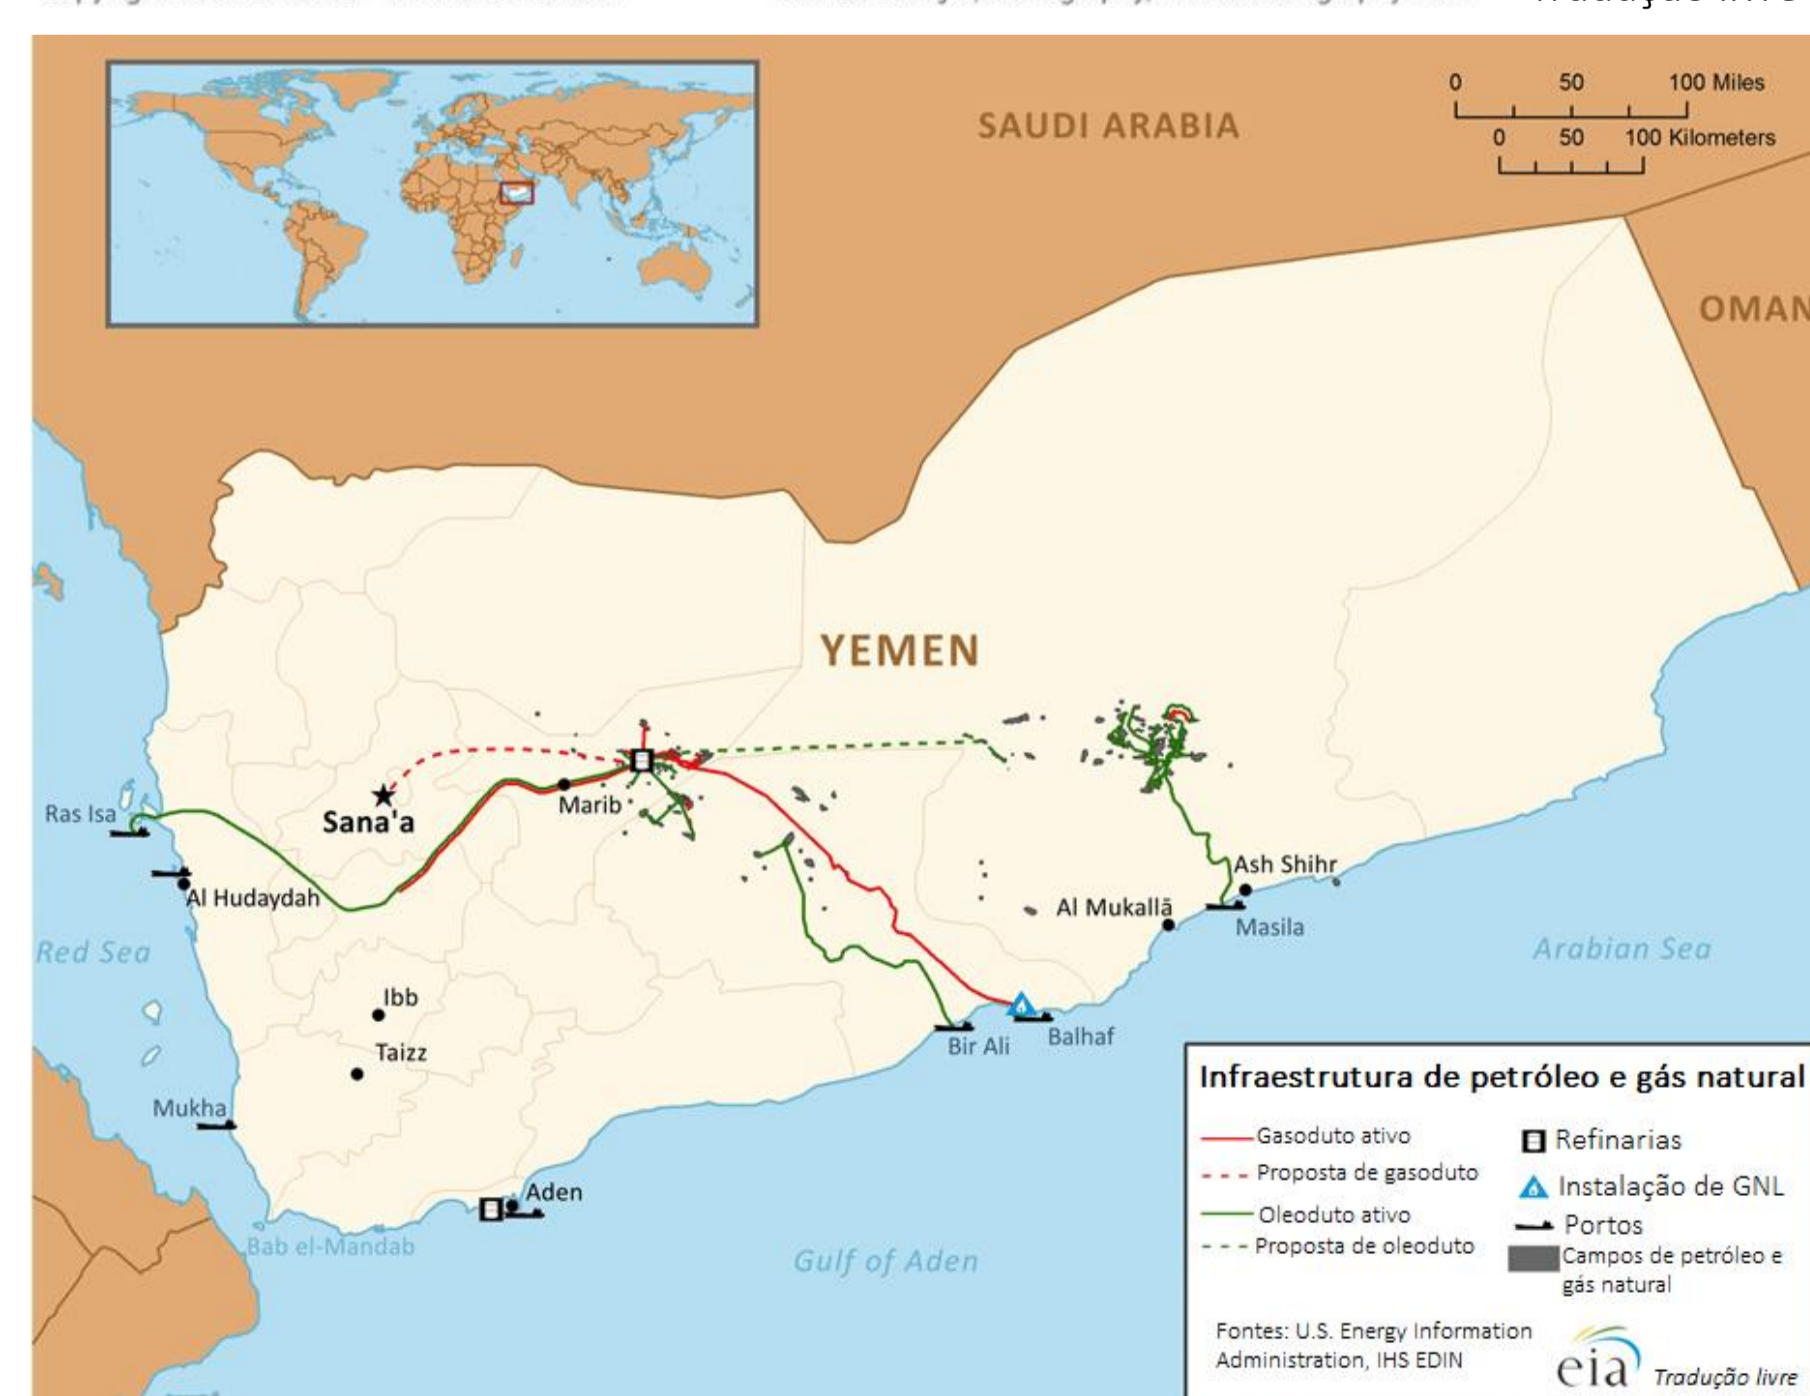 SAUDI ARABIA
0 50 100 Miles
0 50 100 Kilometers
OMAN
YEMEN
Ras Isa
Sana'a
Marib
Al Hudaydah
Ash Shihr
Al Mukallā
Masila
Red Sea
Arabian Sea
Ibb
Taizz
Bir Ali
Balhaf
Mukha
Aden
Bab el-Mandab
Gulf of Aden
Infraestrutura de petróleo e gás natural
Gasoduto ativo
Proposta de gasoduto
Oleoduto ativo
Proposta de oleoduto
Refinarias
Instalação de GNL
Portos
Campos de petróleo e
gás natural
Fontes: U.S. Energy Information
Administration, IHS EDIN
eia
Tradução livre